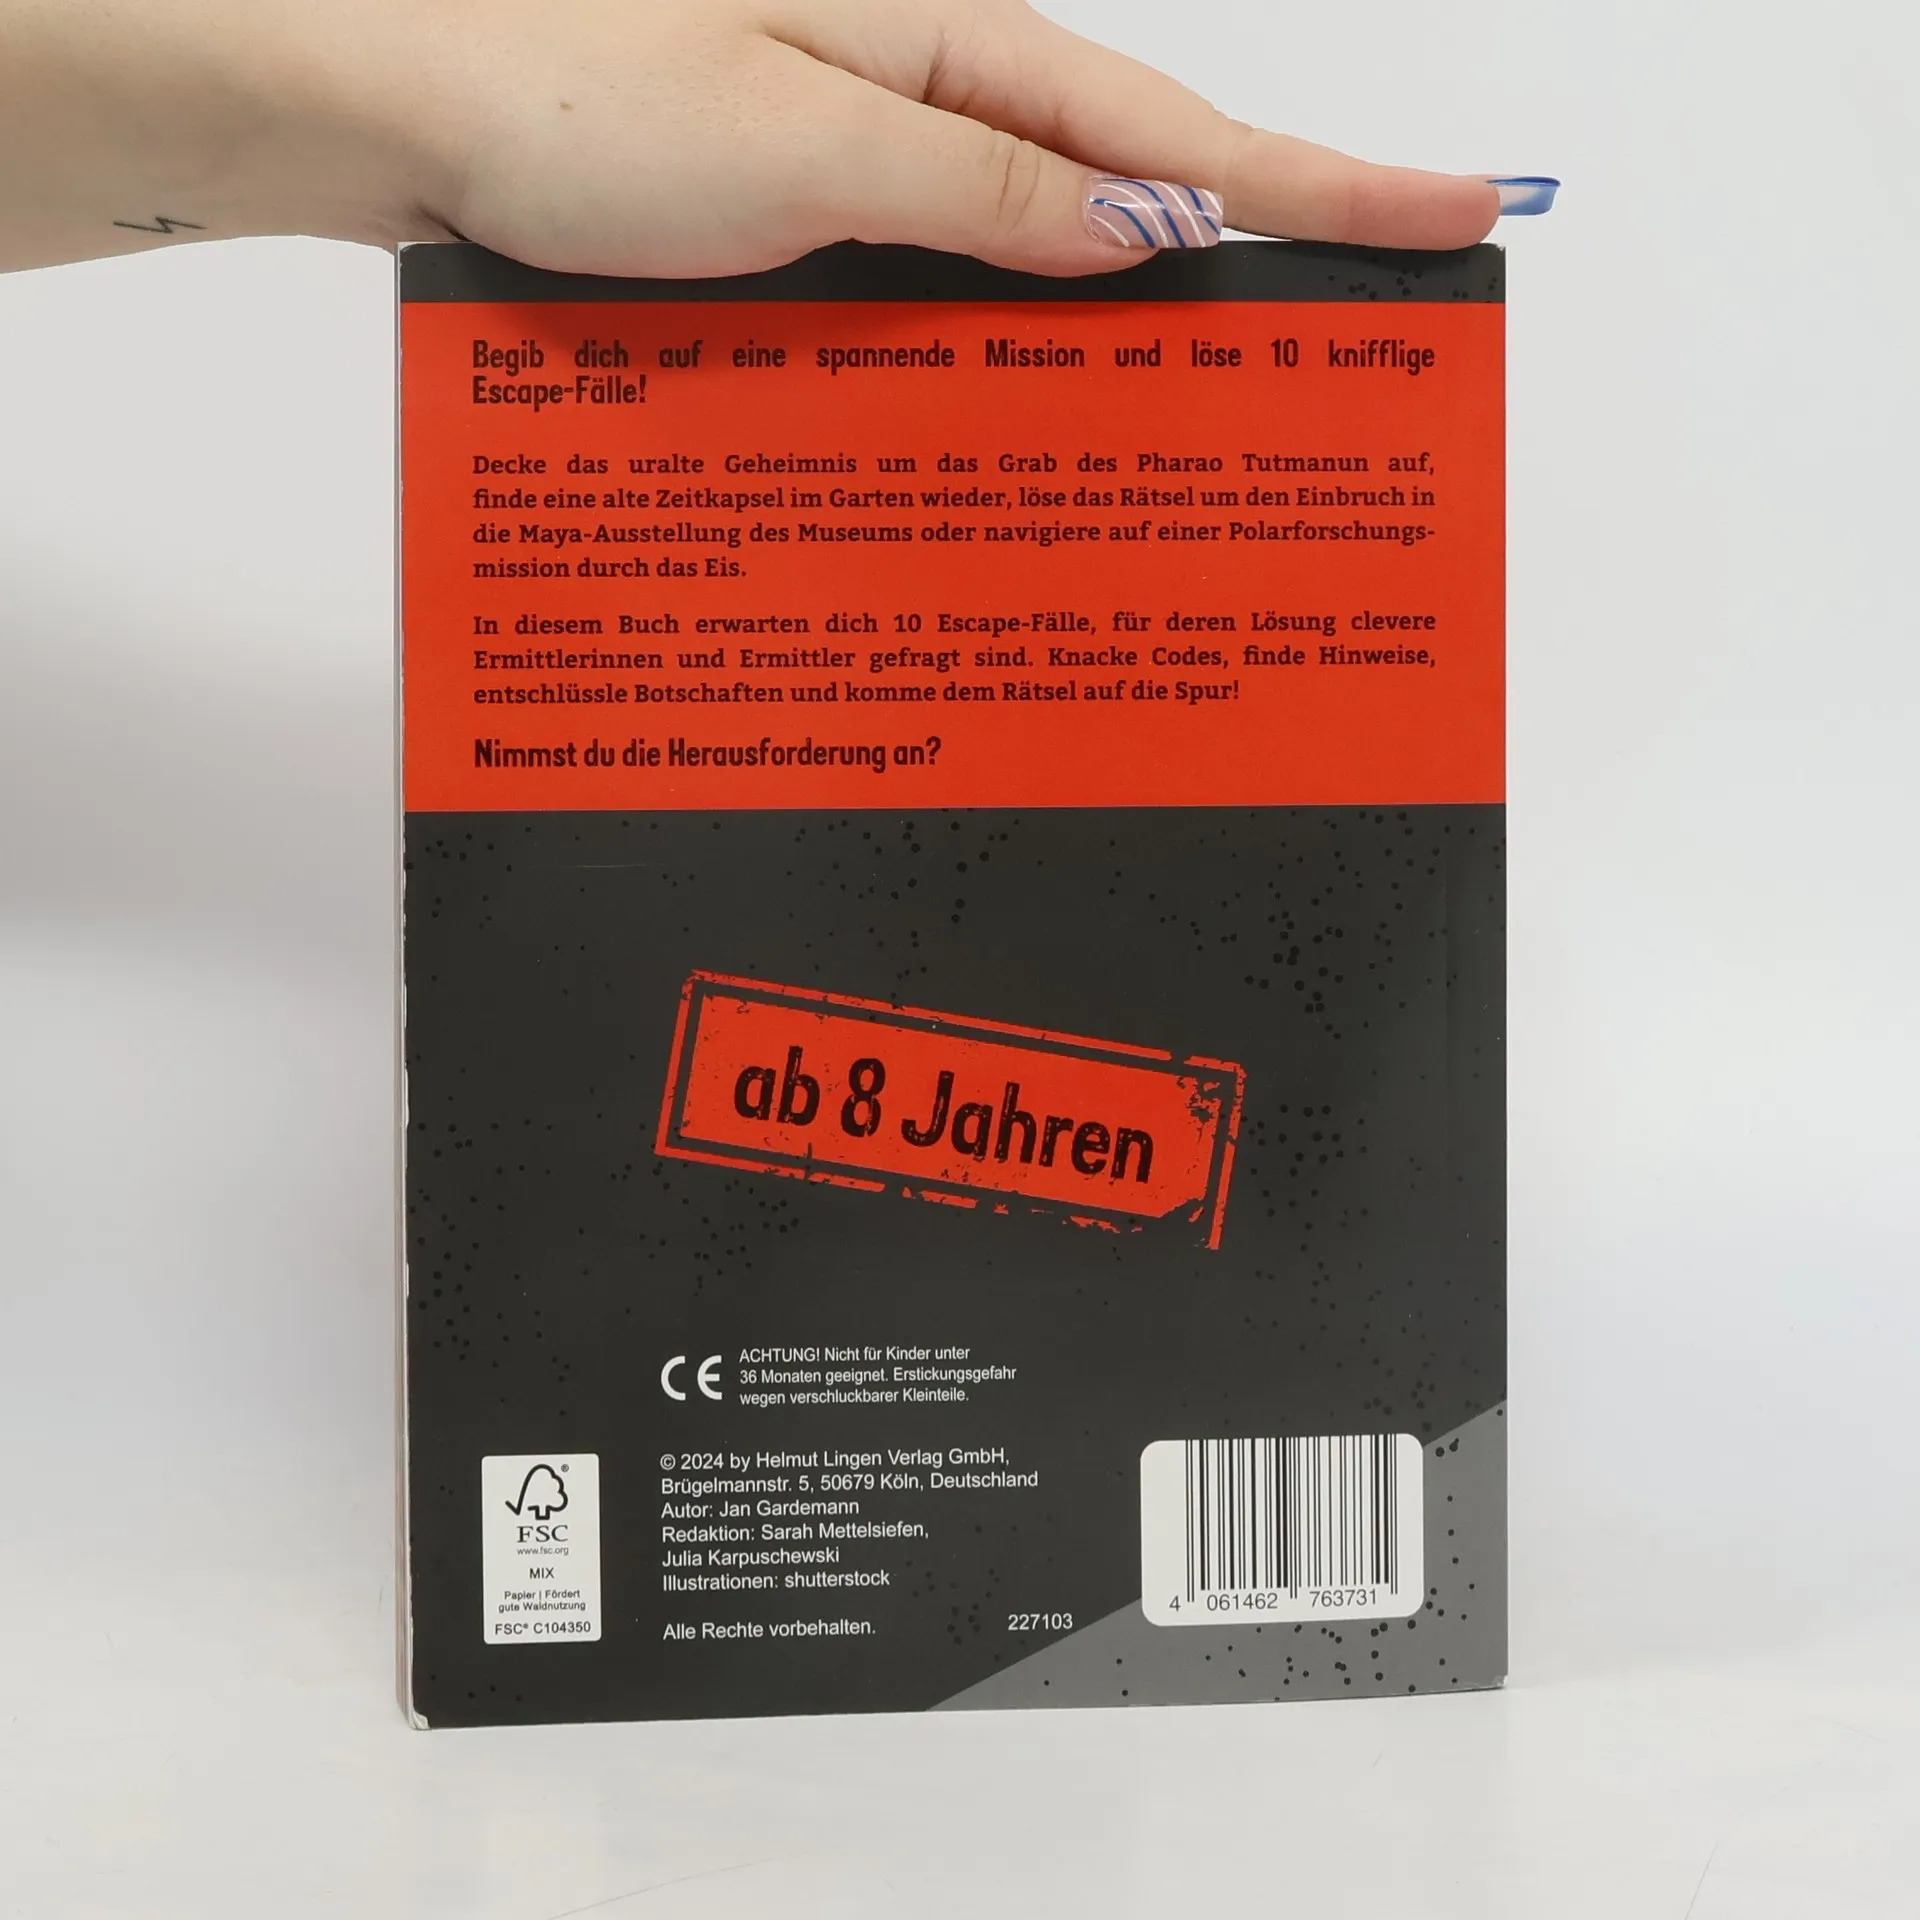 Begib dich auf eine spannende Mission und löse 10 knifflige
Escape-Fälle!
Decke das uralte Geheimnis um das Grab des Pharao Tutmanun auf,
finde eine alte Zeitkapsel im Garten wieder, löse das Rätsel um den Einbruch in
die Maya-Ausstellung des Museums oder navigiere auf einer Polarforschungs-
mission durch das Eis.
In diesem Buch erwarten dich 10 Escape-Fälle, für deren Lösung clevere
Ermittlerinnen und Ermittler gefragt sind. Knacke Codes, finde Hinweise,
entschlüssle Botschaften und komme dem Rätsel auf die Spur!
Nimmst du die Herausforderung an?
ab 8 Jahren
CE
ACHTUNG! Nicht für Kinder unter
36 Monaten geeignet. Erstickungsgefahr
wegen verschluckbarer Kleinteile.
FSC
®
www.fsc.org
MIX
Papier | Fördert
gute Waldnutzung
FSC® C104350
© 2024 by Helmut Lingen Verlag GmbH,
Brügelmannstr. 5, 50679 Köln, Deutschland
Autor: Jan Gardemann
Redaktion: Sarah Mettelsiefen,
Julia Karpuschewski
Illustrationen: shutterstock
Alle Rechte vorbehalten.
227103
4 061462 763731